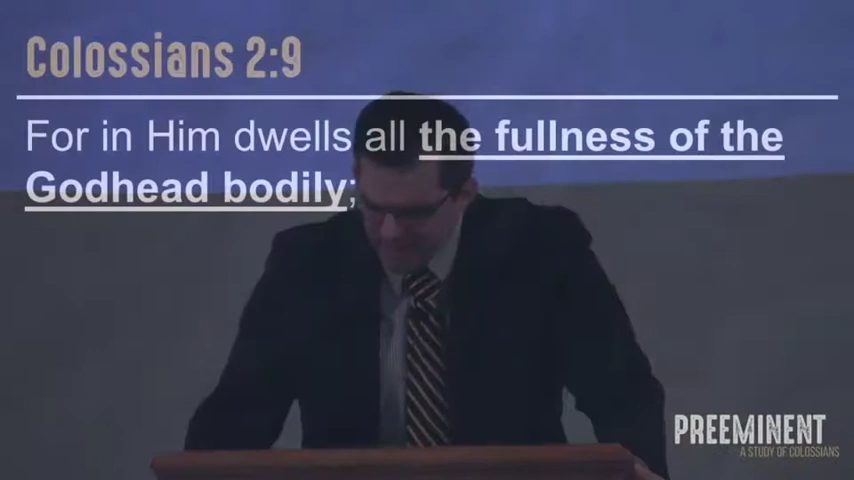 Colossians 2:9
For in Him dwells all the fullness of the
Godhead bodily;
PREEMINENT
A STUDY OF COLOSSIANS